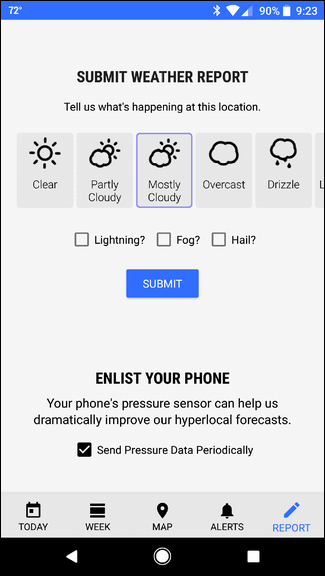 72°
90%
9:23
SUBMIT WEATHER REPORT
Tell us what's happening at this location.
Clear
Partly
Cloudy
Mostly
Cloudy
Overcast
Drizzle
L
Lightning?
Fog?
Hail?
SUBMIT
ENLIST YOUR PHONE
Your phone's pressure sensor can help us
dramatically improve our hyperlocal forecasts.
Send Pressure Data Periodically
TODAY
WEEK
MAP
ALERTS
REPORT